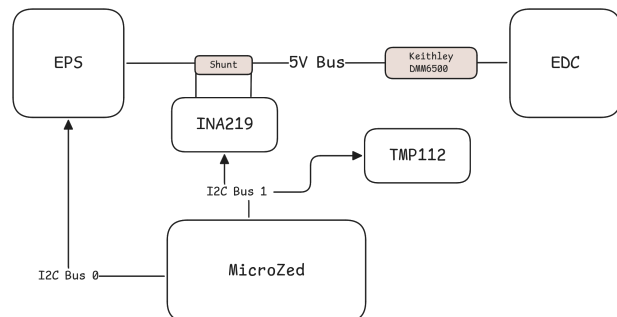 EPS
Shunt
5V Bus
Keithley
DMM6500
EDC
INA219
TMP112
I2C Bus 1
MicroZed
I2C Bus 0